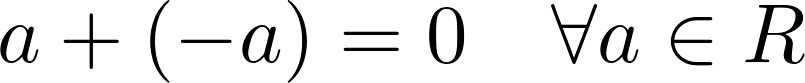 a + (−a) = 0 ∀a ∈ R